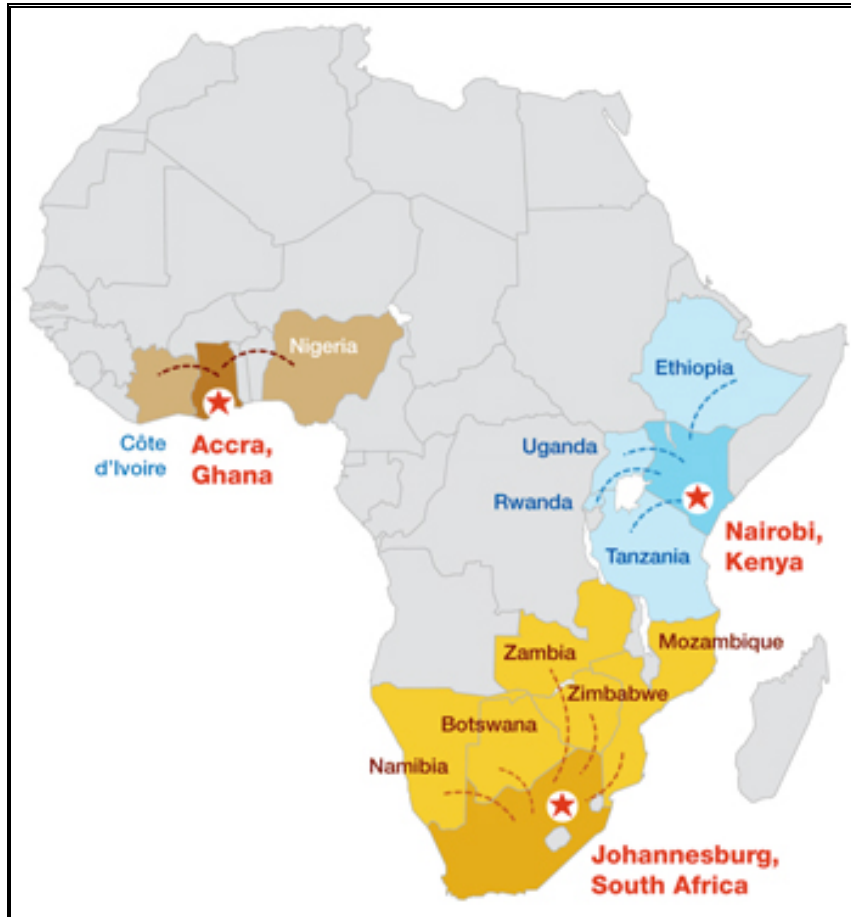 Nigeria
Côte
d'Ivoire
Accra,
Ghana
Ethiopia
Uganda
Rwanda
Nairobi,
Kenya
Tanzania
Zambia
Mozambique
Zimbabwe
Botswana
Namibia
Johannesburg,
South Africa